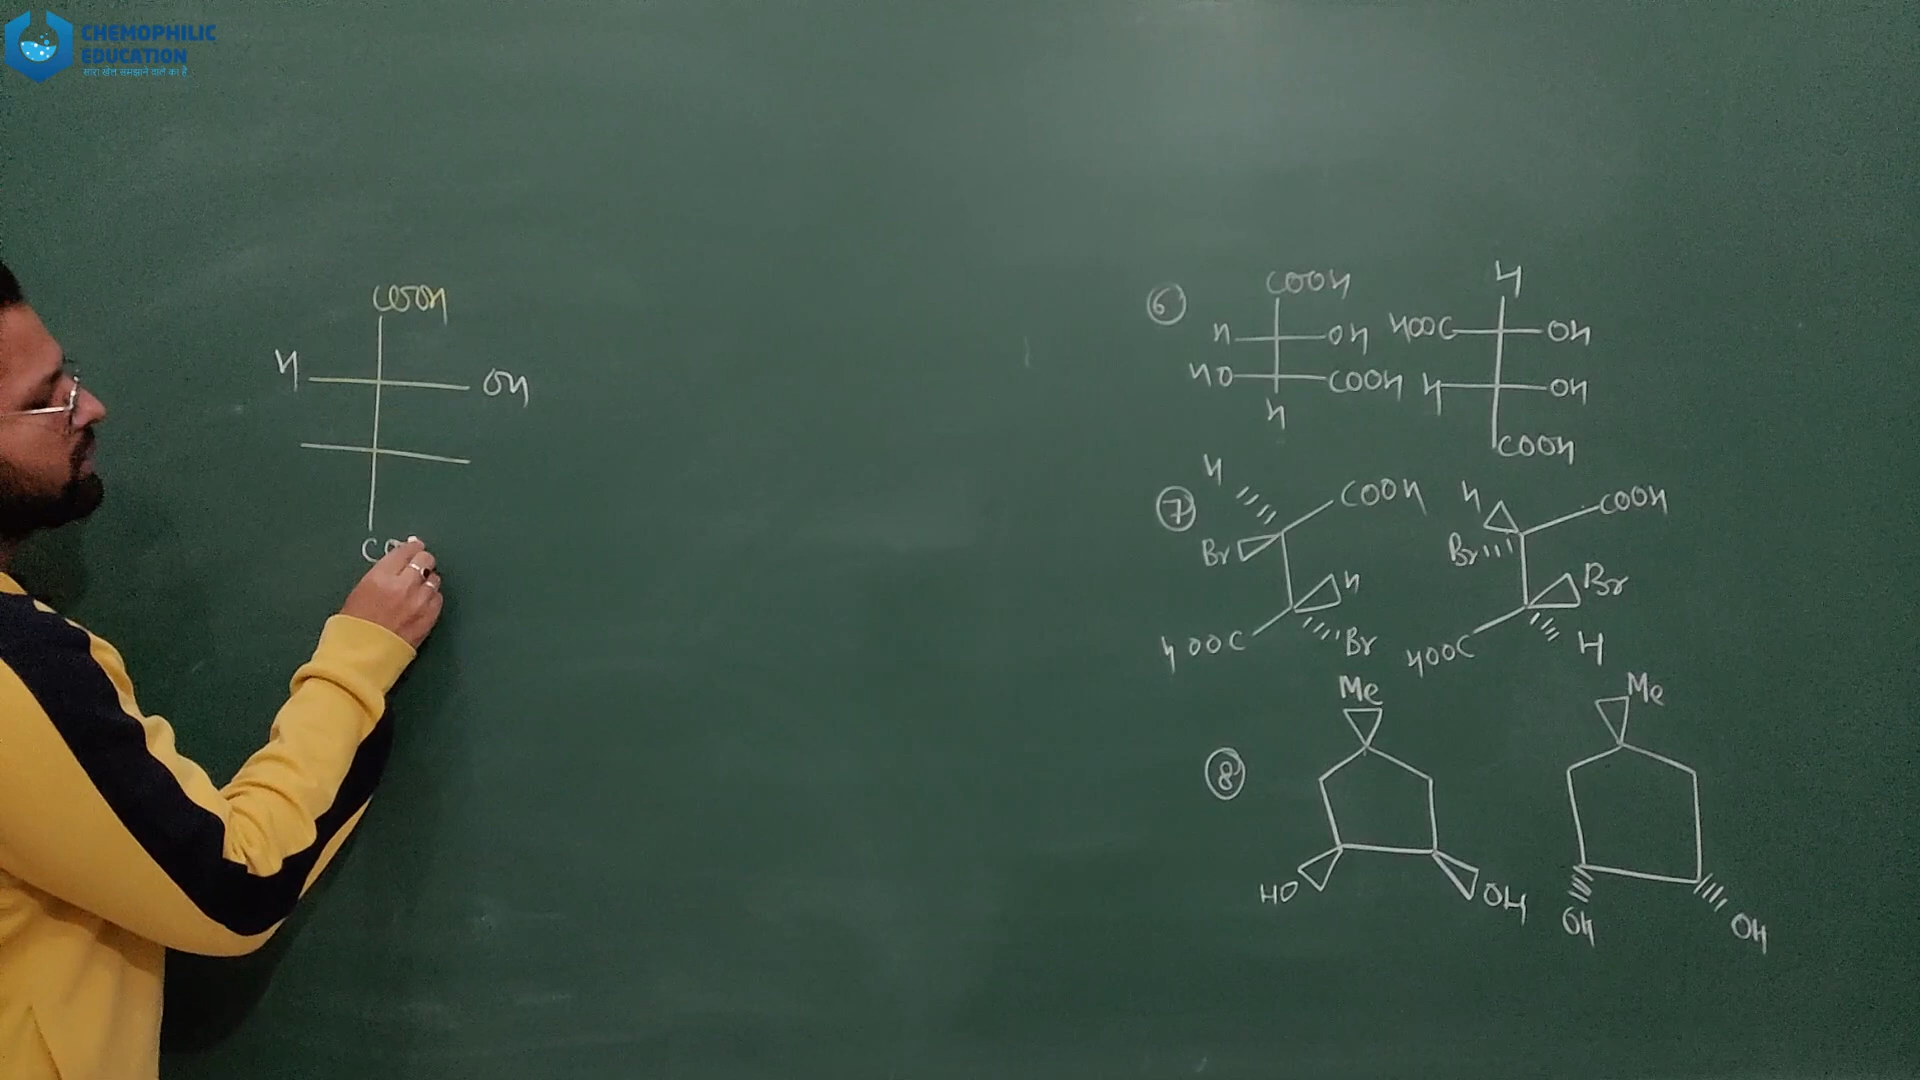 CHEMOPHILIC
EDUCATION
सारा खेल समझाने वाले का है
COOH
H OH
⑥ COOH H
H OH HOOC OH
HO COOH H OH
H COOH
⑦ H COOH H COOH
Br H Br Br
HOOC Br HOOC H
Me Me
⑧
HO OH OH OH